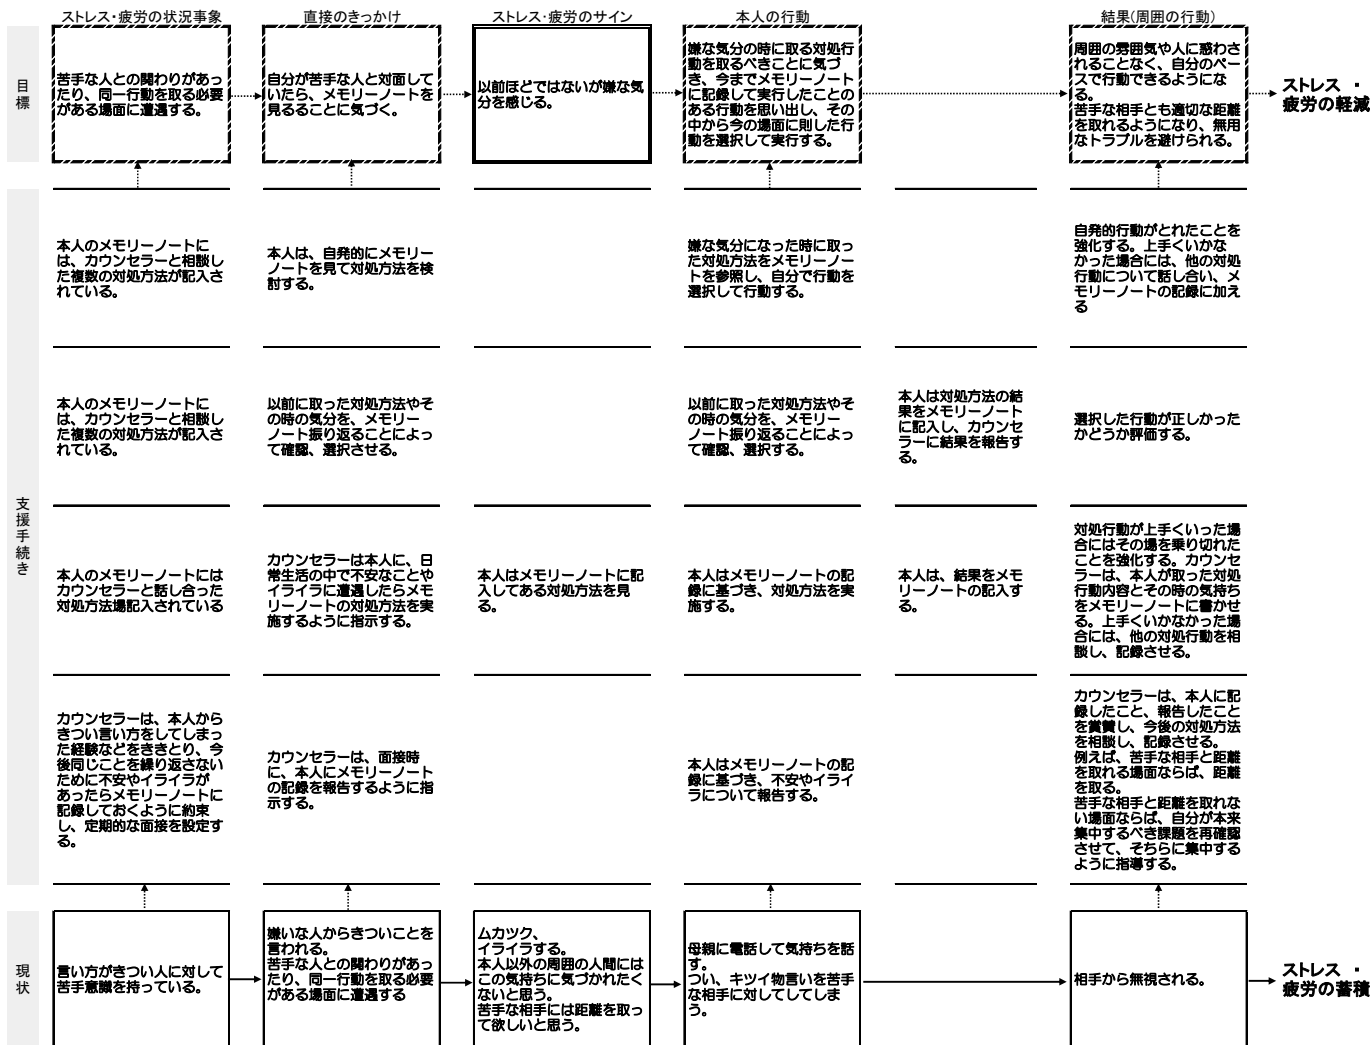 ストレス・疲労の状況事象
直接のきっかけ
ストレス・疲労のサイン
本人の行動
結果(周囲の行動)
目標
苦手な人との関わりがあっ
たり、同一行動を取る必要
がある場面に遭遇する。
自分が苦手な人と対面して
いたら、メモリーノートを
見るることに気づく。
以前ほどではないが嫌な気
分を感じる。
嫌な気分の時に取る対処行
動を取るべきことに気づ
き、今までメモリーノート
に記録して実行したことの
ある行動を思い出し、その
中から今の場面に則した行
動を選択して実行する。
周囲の雰囲気や人に惑わさ
れることなく、自分のペー
スで行動できるようにな
る。
苦手な相手とも適切な距離
を取れるようになり、無用
なトラブルを避けられる。
ストレス・
疲労の軽減
支援手続き
本人のメモリーノートに
は、カウンセラーと相談し
た複数の対処方法が記入さ
れている。
本人は、自発的にメモリー
ノートを見て対処方法を検
討する。
嫌な気分になった時に取っ
た対処方法をメモリーノー
トを参照し、自分で行動を
選択して行動する。
自発的行動がとれたことを
強化する。上手くいかな
かった場合には、他の対処
行動について話し合い、メ
モリーノートの記録に加え
る
本人のメモリーノートに
は、カウンセラーと相談し
た複数の対処方法が記入さ
れている。
以前に取った対処方法やそ
の時の気分を、メモリー
ノート振り返ることによっ
て確認、選択させる。
以前に取った対処方法やそ
の時の気分を、メモリー
ノート振り返ることによっ
て確認、選択する。
本人は対処方法の結
果をメモリーノート
に記入し、カウンセ
ラーに結果を報告す
る。
選択した行動が正しかった
かどうか評価する。
本人のメモリーノートには
カウンセラーと話し合った
対処方法場記入されている
カウンセラーは本人に、日
常生活の中で不安なことや
イライラに遭遇したらメモ
リーノートの対処方法を実
施するように指示する。
本人はメモリーノートに記
入してある対処方法を見
る。
本人はメモリーノートの記
録に基づき、対処方法を実
施する。
本人は、結果をメモ
リーノートの記入す
る。
対処行動が上手くいった場
合にはその場を乗り切れた
ことを強化する。カウンセ
ラーは、本人が取った対処
行動内容とその時の気持ち
をメモリーノートに書かせ
る。上手くいかなかった場
合には、他の対処行動を相
談し、記録させる。
カウンセラーは、本人から
きつい言い方をしてしまっ
た経験などをききとり、今
後同じことを繰り返さない
ために不安やイライラが
あったらメモリーノートに
記録しておくように約束
し、定期的な面接を設定す
る。
カウンセラーは、面接時
に、本人にメモリーノート
の記録を報告するように指
示する。
本人はメモリーノートの記
録に基づき、不安やイライ
ラについて報告する。
カウンセラーは、本人に記
録したこと、報告したこと
を賞賛し、今後の対処方法
を相談し、記録させる。
例えば、苦手な相手と距離
を取れる場面ならば、距離
を取る。
苦手な相手と距離を取れな
い場面ならば、自分が本来
集中するべき課題を再確認
させて、そちらに集中する
ように指導する。
現状
言い方がきつい人に対して
苦手意識を持っている。
嫌いな人からきついことを
言われる。
苦手な人との関わりがあっ
たり、同一行動を取る必要
がある場面に遭遇する
ムカツク、
イライラする。
本人以外の周囲の人間には
この気持ちに気づかれたく
ないと思う。
苦手な相手には距離を取っ
て欲しいと思う。
母親に電話して気持ちを話
す。
つい、キツイ物言いを苦手
な相手に対してしてしま
う。
相手から無視される。
ストレス・
疲労の蓄積